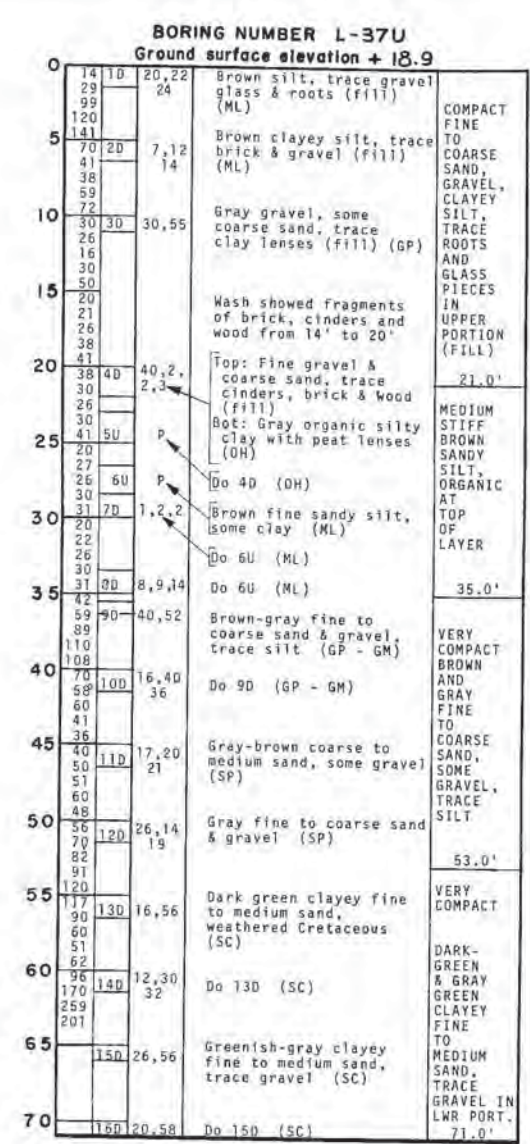 BORING NUMBER L-37U
Ground surface elevation + 18.9
0
14 1D 20,22 Brown silt, trace gravel
29 24 glass & roots (fill)
99 (ML)
120
141
5
70 2D 7,12 Brown clayey silt, trace
41 14 brick & gravel (fill)
38 (ML)
59
72
10
30 3D 30,55 Gray gravel, some
26 coarse sand, trace
16 clay lenses (fill) (GP)
30
50
15
20 Wash showed fragments
21 of brick, cinders and
26 wood from 14' to 20'
38
41
20
38 4D 40,2, Top: Fine gravel &
30 2,3 coarse sand, trace
26 cinders, brick & wood
30 (fill)
41 5U P Bot: Gray organic silty
25 clay with peat lenses
20 (OH)
27
26 6U P Do 4D (OH)
30
31 7D 1,2,2 Brown fine sandy silt,
30 some clay (ML)
20
22
26 Do 6U (ML)
30
31 8D 8,9,14 Do 6U (ML)
35
42
59 9D 40,52 Brown-gray fine to
89 coarse sand & gravel,
110 trace silt (GP - GM)
108
40
70 10D 16,40 Do 9D (GP - GM)
58 36
60
41
36
45
40 11D 17,20 Gray-brown coarse to
50 21 medium sand, some gravel
51 (SP)
60
48
50
56 12D 26,14 Gray fine to coarse sand
70 19 & gravel (SP)
82
91
120
55
117 13D 16,56 Dark green clayey fine
90 to medium sand,
60 weathered Cretaceous
51 (SC)
62
60
96 14D 12,30 Do 13D (SC)
170 32
259
201
65
15D 26,56 Greenish-gray clayey
fine to medium sand,
trace gravel (SC)
70
16D 20,58 Do 15D (SC)
COMPACT
FINE
TO
COARSE
SAND,
GRAVEL,
CLAYEY
SILT,
TRACE
ROOTS
AND
GLASS
PIECES
IN
UPPER
PORTION
(FILL)
21.0'
MEDIUM
STIFF
BROWN
SANDY
SILT,
ORGANIC
AT
TOP
OF
LAYER
35.0'
VERY
COMPACT
BROWN
AND
GRAY
FINE
TO
COARSE
SAND,
SOME
GRAVEL,
TRACE
SILT
53.0'
VERY
COMPACT
DARK-
GREEN
& GRAY
GREEN
CLAYEY
FINE
TO
MEDIUM
SAND,
TRACE
GRAVEL IN
LWR PORT.
71.0'